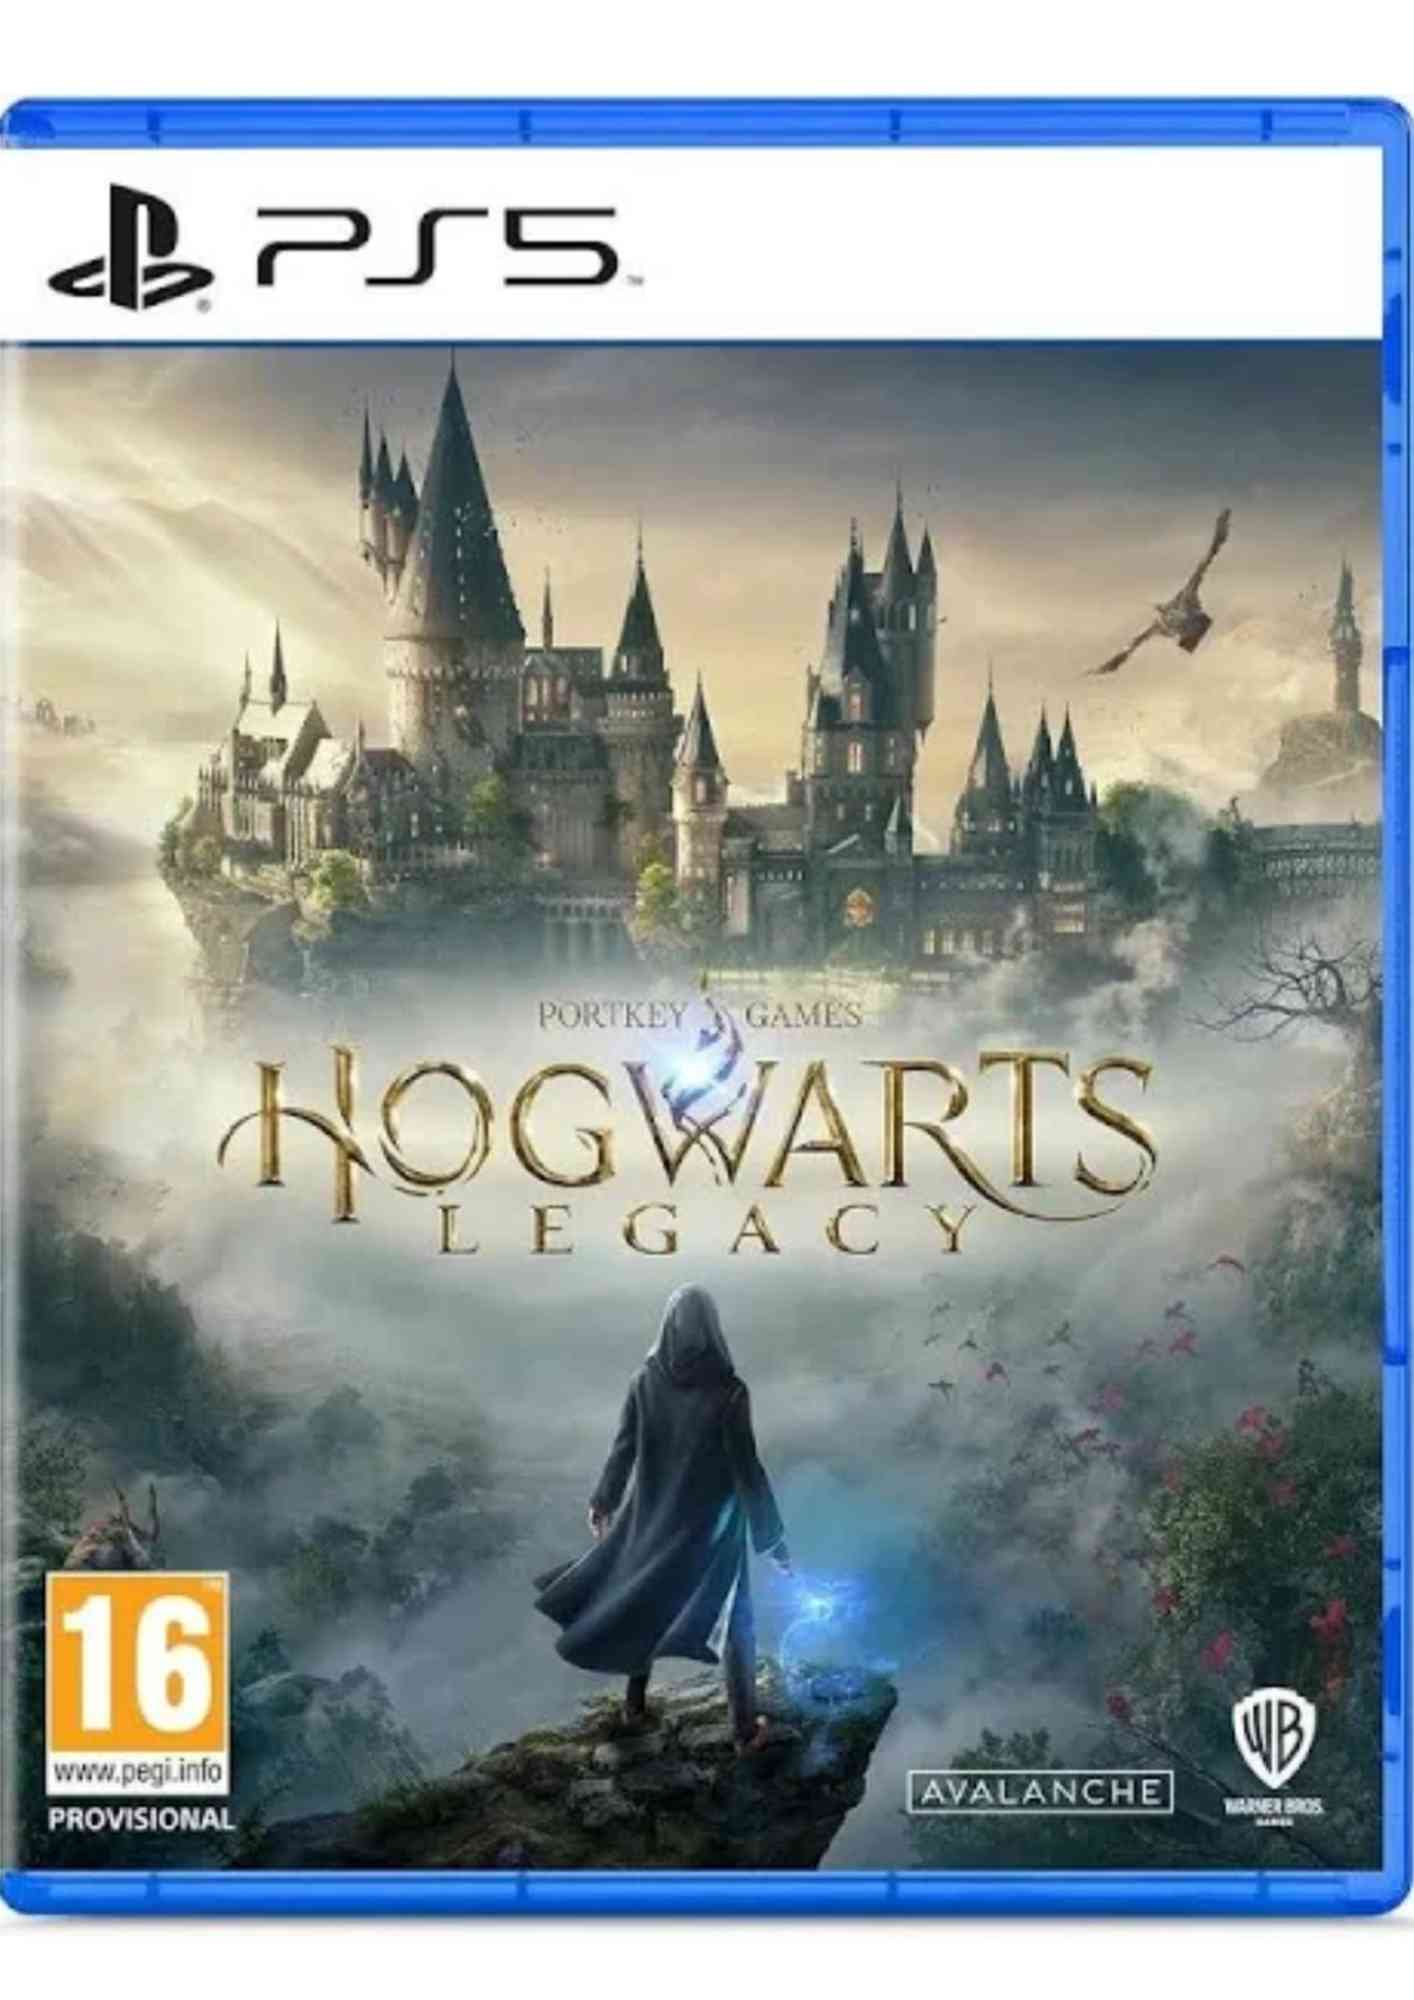 PS5
PORTKEY GAMES
HOGWARTS
LEGACY
16
www.pegi.info
PROVISIONAL
AVALANCHE
WB
WARNER BROS.
GAMES